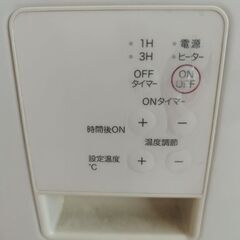 ・1H ・電源
・3H ・ヒーター
OFF ON
タイマー OFF
ONタイマー
時間後ON + −
温度調節
設定温度 + −
℃